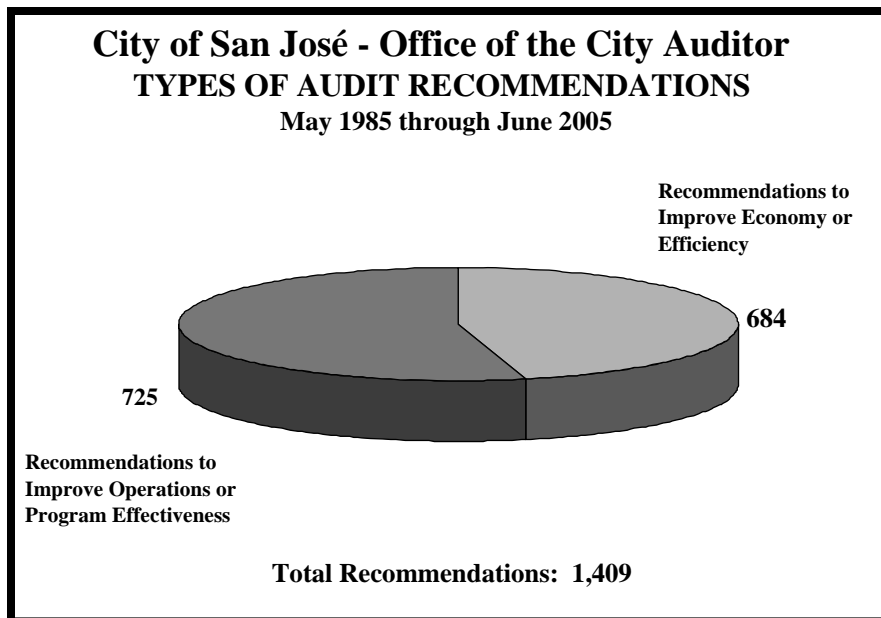 City of San José - Office of the City Auditor
TYPES OF AUDIT RECOMMENDATIONS
May 1985 through June 2005
Recommendations to
Improve Economy or
Efficiency
684
725
Recommendations to
Improve Operations or
Program Effectiveness
Total Recommendations: 1,409